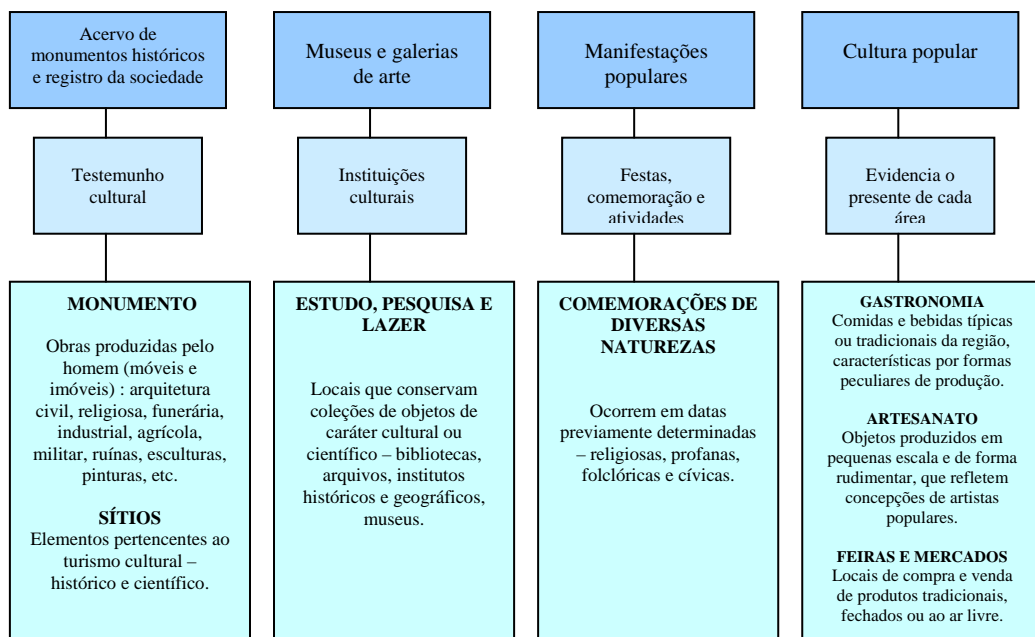 Acervo de
monumentos históricos
e registro da sociedade
Testemunho
cultural
MONUMENTO
Obras produzidas pelo
homem (móveis e
imóveis) : arquitetura
civil, religiosa, funerária,
industrial, agrícola,
militar, ruínas, esculturas,
pinturas, etc.
SÍTIOS
Elementos pertencentes ao
turismo cultural –
histórico e científico.
Museus e galerias
de arte
Instituições
culturais
ESTUDO, PESQUISA E
LAZER
Locais que conservam
coleções de objetos de
caráter cultural ou
científico – bibliotecas,
arquivos, institutos
históricos e geográficos,
museus.
Manifestações
populares
Festas,
comemoração e
atividades
COMEMORAÇÕES DE
DIVERSAS
NATUREZAS
Ocorrem em datas
previamente determinadas
– religiosas, profanas,
folclóricas e cívicas.
Cultura popular
Evidencia o
presente de cada
área
GASTRONOMIA
Comidas e bebidas típicas
ou tradicionais da região,
características por formas
peculiares de produção.
ARTESANATO
Objetos produzidos em
pequenas escala e de forma
rudimentar, que refletem
concepções de artistas
populares.
FEIRAS E MERCADOS
Locais de compra e venda
de produtos tradicionais,
fechados ou ao ar livre.